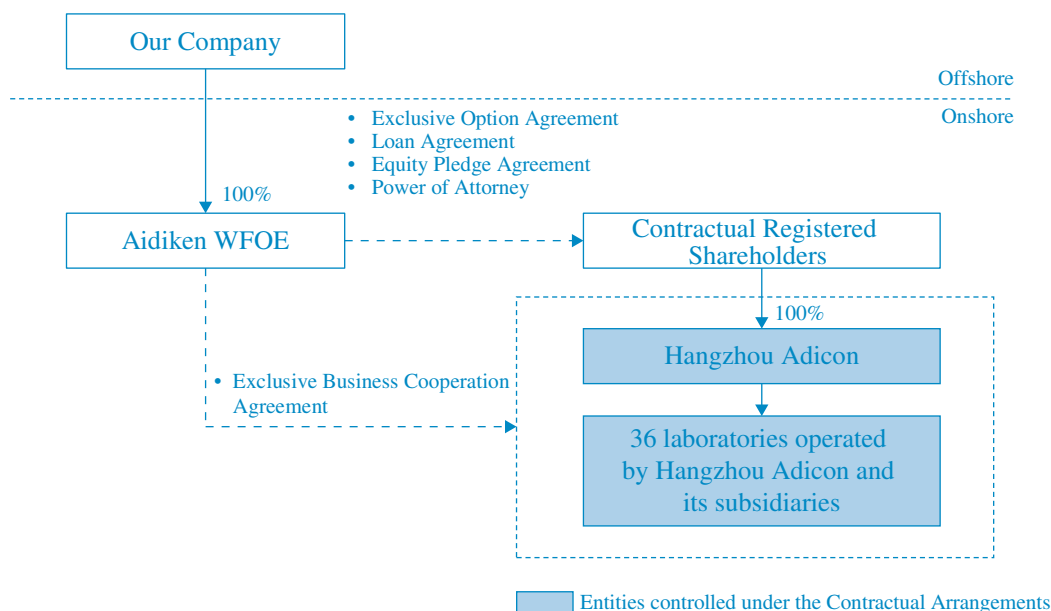 Our Company
Offshore
Onshore
• Exclusive Option Agreement
• Loan Agreement
• Equity Pledge Agreement
• Power of Attorney
100%
Aidiken WFOE
Contractual Registered
Shareholders
100%
Hangzhou Adicon
• Exclusive Business Cooperation
Agreement
36 laboratories operated
by Hangzhou Adicon and
its subsidiaries
Entities controlled under the Contractual Arrangements